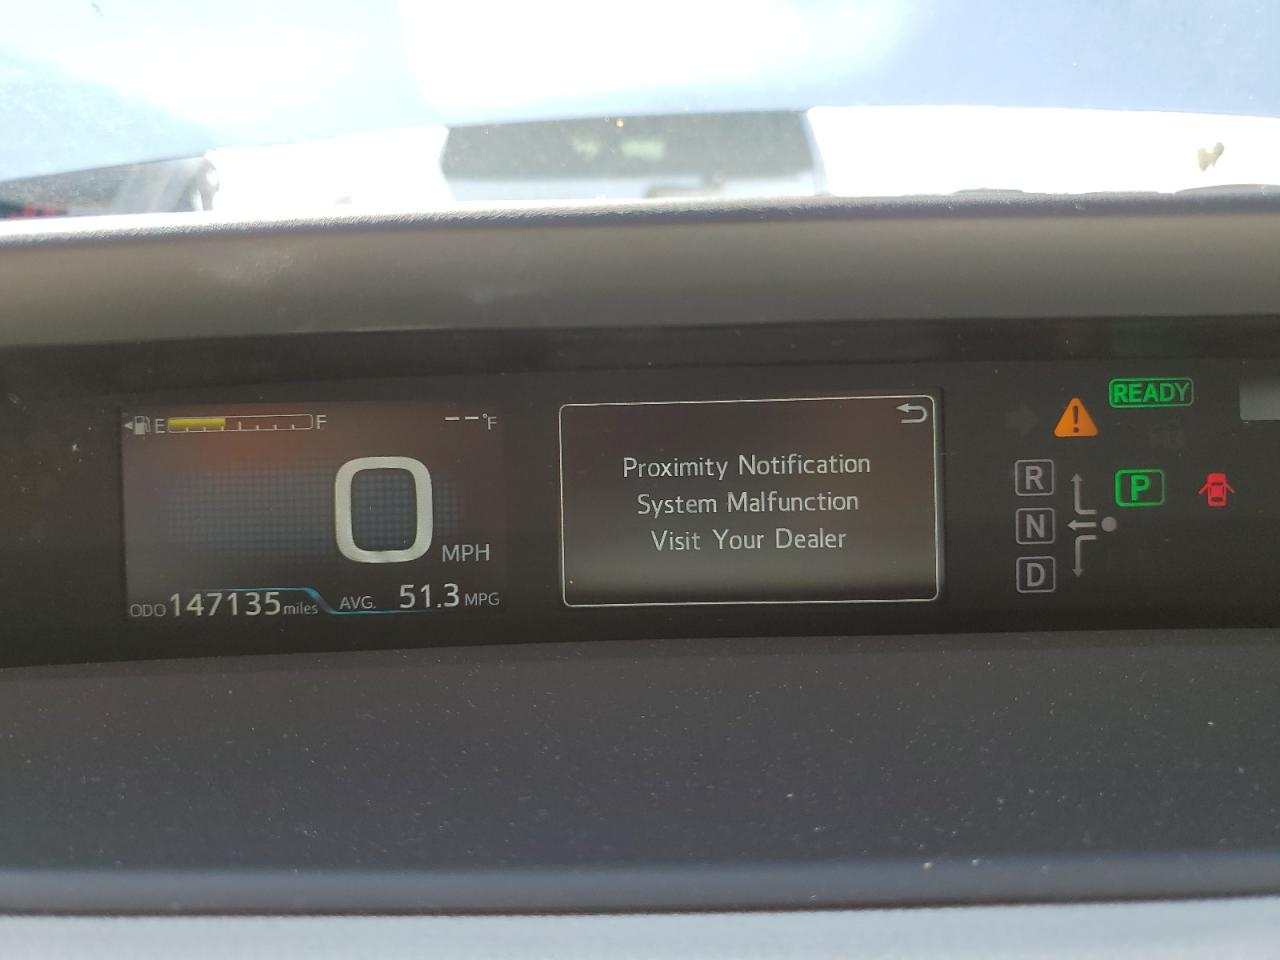 E F --°F
0 MPH
ODO 147135 miles AVG. 51.3 MPG
Proximity Notification
System Malfunction
Visit Your Dealer
READY
R
N
D
P